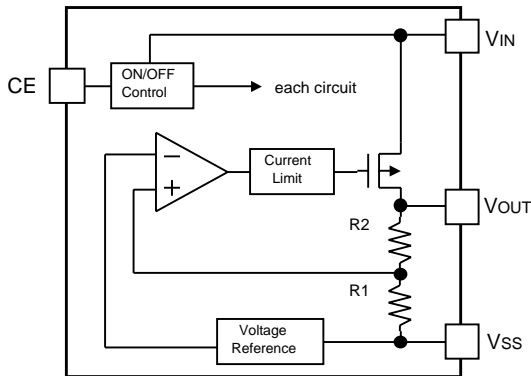 VIN
CE
ON/OFF
Control
each circuit
−
+
Current
Limit
VOUT
R2
R1
Voltage
Reference
VSS